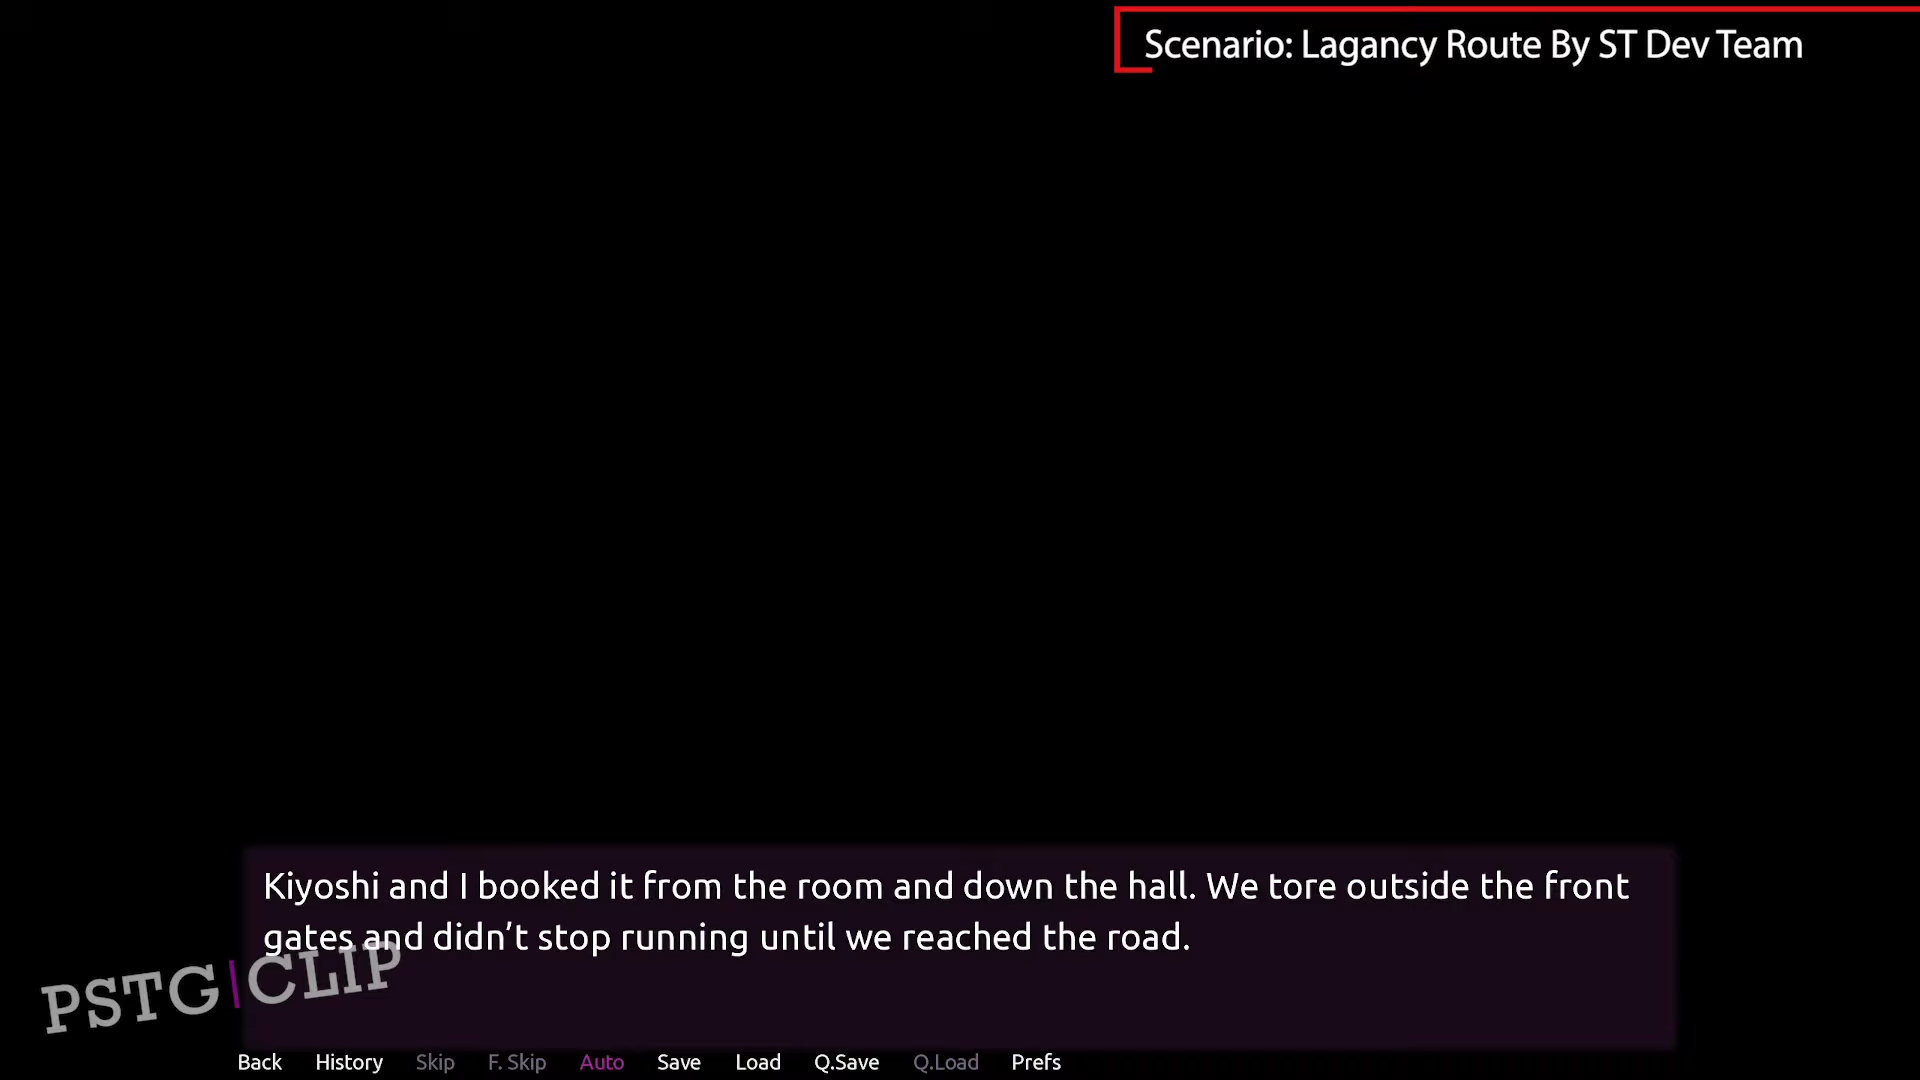 Scenario: Lagancy Route By ST Dev Team
Kiyoshi and I booked it from the room and down the hall. We tore outside the front
gates and didn’t stop running until we reached the road.
PSTG|CLIP
Back History Skip F. Skip Auto Save Load Q.Save Q.Load Prefs